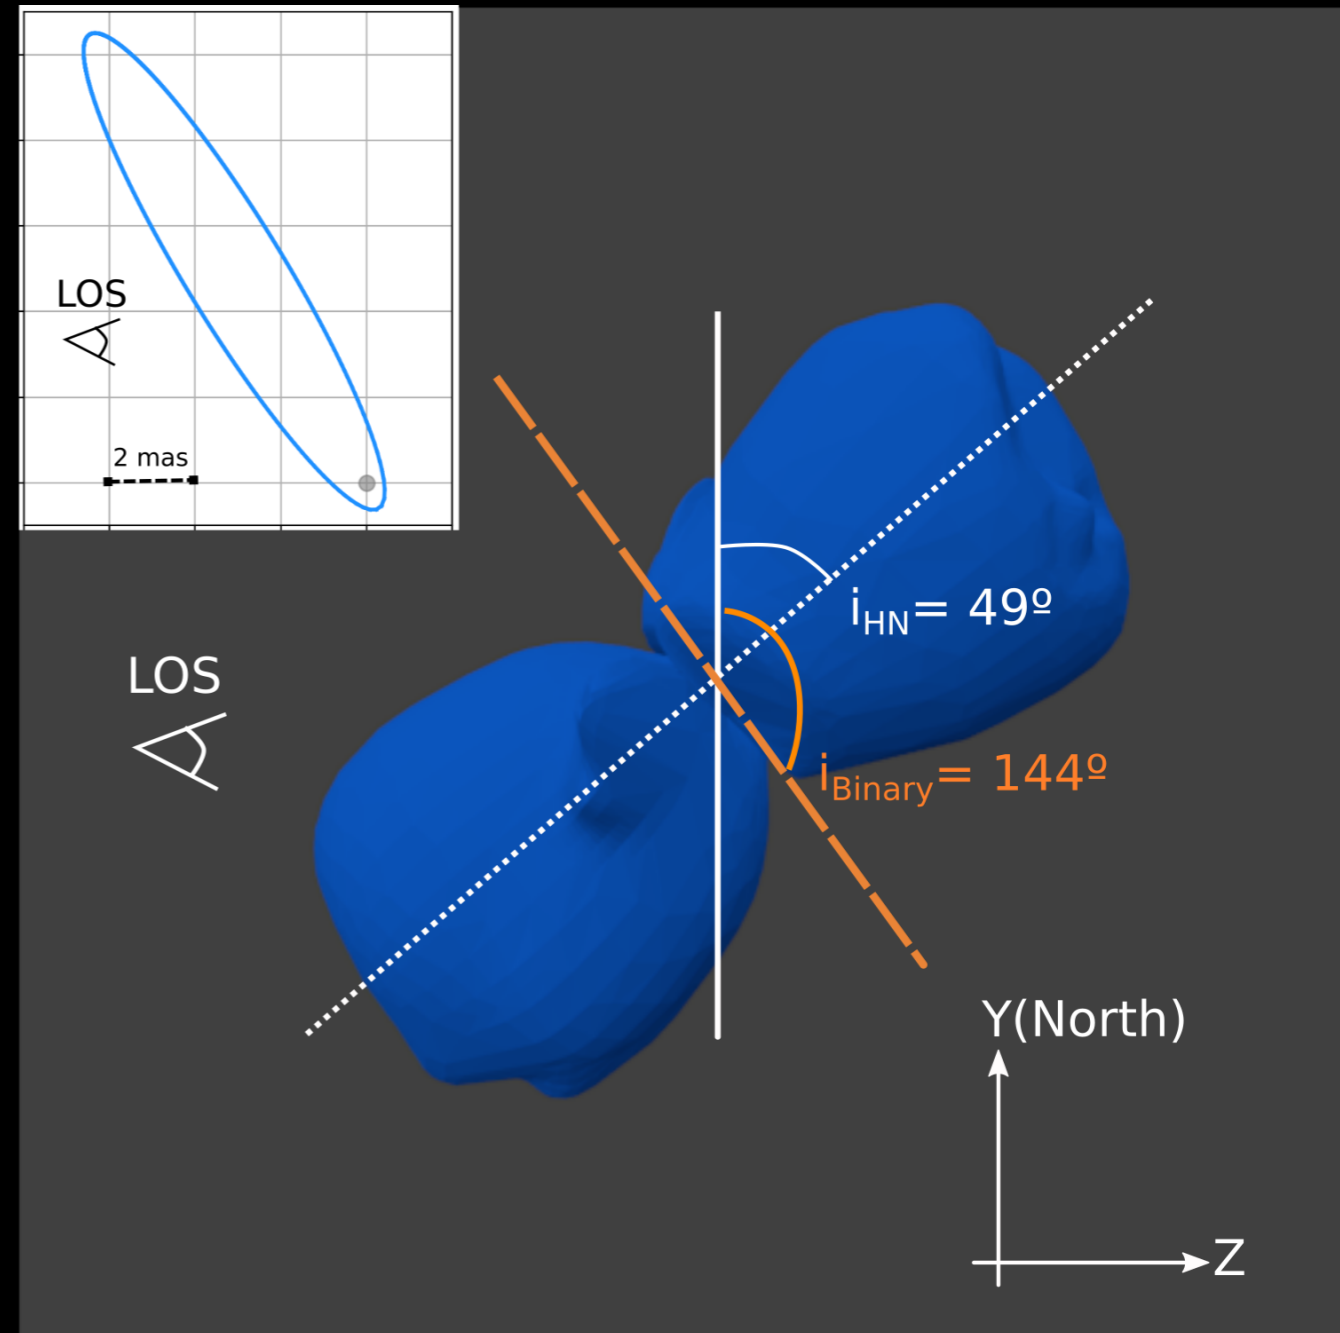 LOS
2 mas
iHN= 49º
LOS
iBinary= 144º
Y(North)
Z